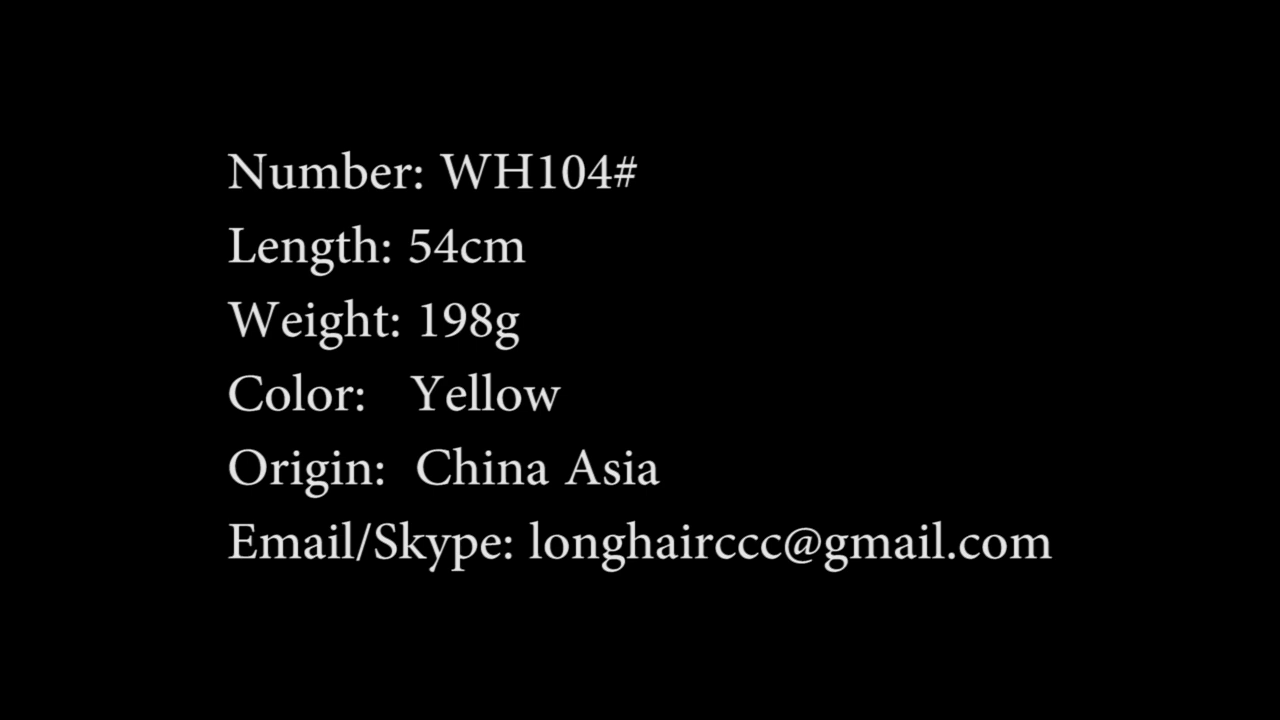 Number: WH104#
Length: 54cm
Weight: 198g
Color: Yellow
Origin: China Asia
Email/Skype: longhairccc@gmail.com